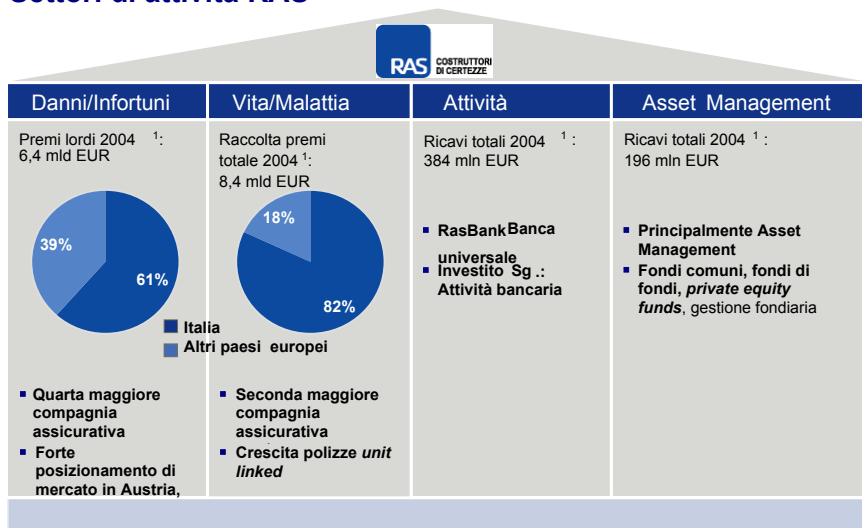 Settori di attività RAS
RAS COSTRUTTORI
DI CERTEZZE
Danni/Infortuni
Premi lordi 2004 1:
6,4 mld EUR
39%
61%
Vita/Malattia
Raccolta premi
totale 2004 1:
8,4 mld EUR
18%
82%
Italia
Altri paesi europei
Quarta maggiore
compagnia
assicurativa
Forte
posizionamento di
mercato in Austria,
Seconda maggiore
compagnia
assicurativa
Crescita polizze unit
linked
Attività
Ricavi totali 2004 1 :
384 mln EUR
RasBank Banca
universale
Investito Sg .:
Attività bancaria
Asset Management
Ricavi totali 2004 1 :
196 mln EUR
Principalmente Asset
Management
Fondi comuni, fondi di
fondi, private equity
funds, gestione fondiaria